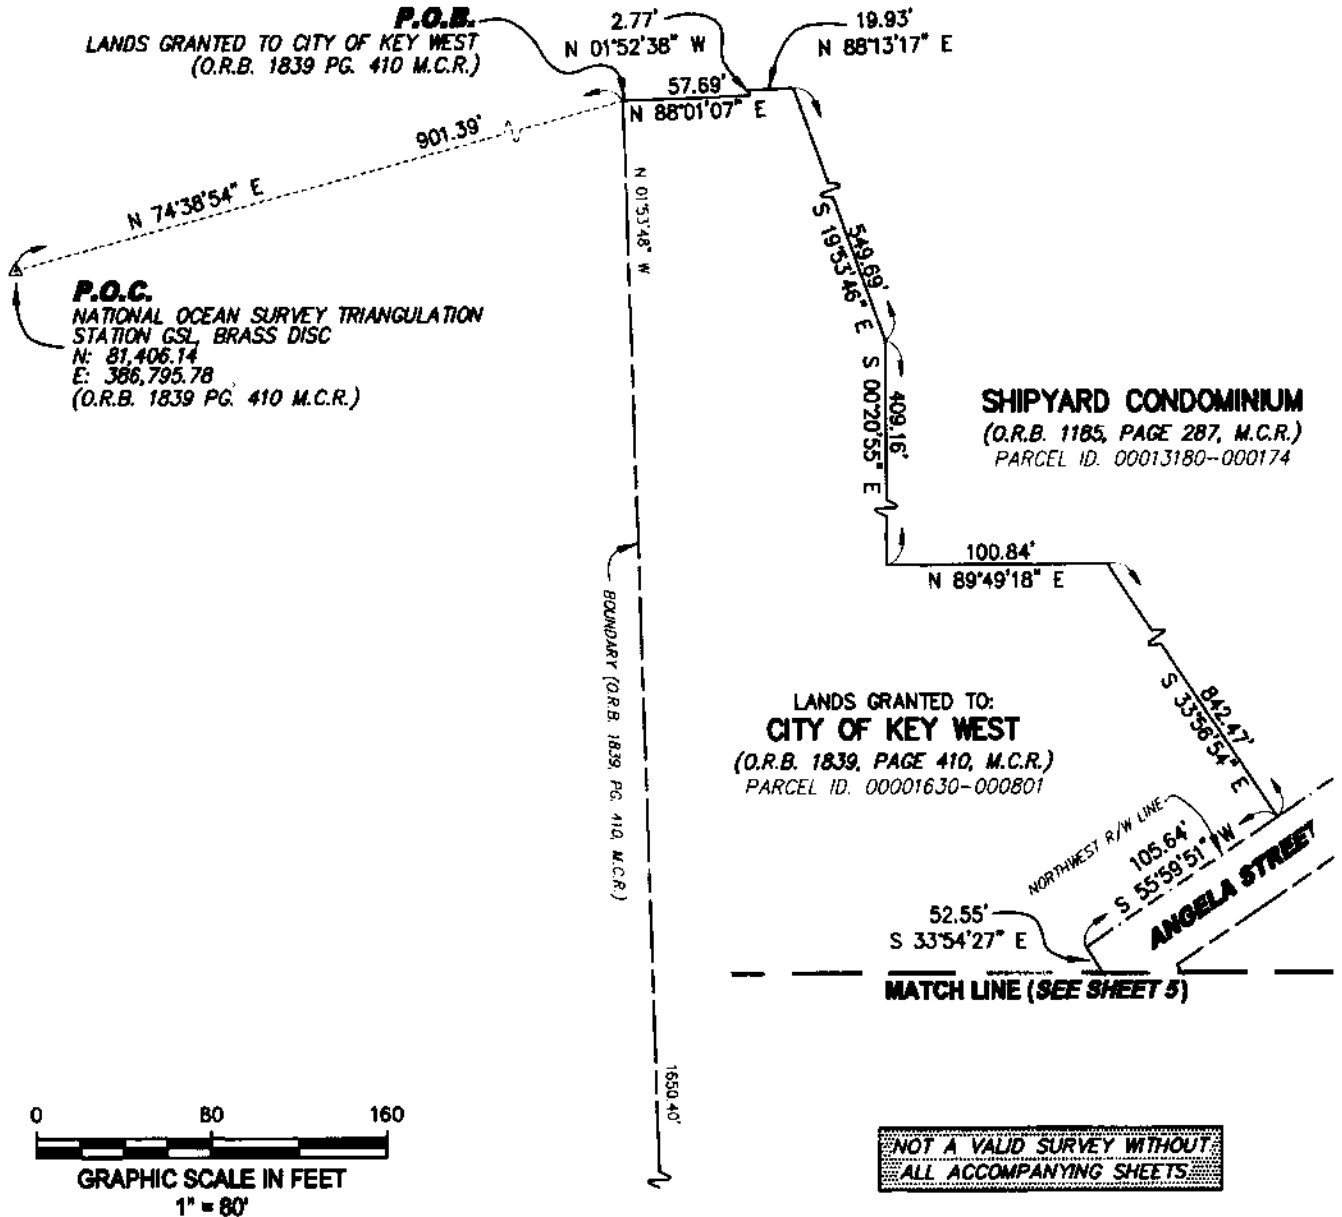 P.O.B.
LANDS GRANTED TO CITY OF KEY WEST
(O.R.B. 1839 PG. 410 M.C.R.)
2.77'
N 01°52'38" W
19.93'
N 88°13'17" E
57.69'
N 88°01'07" E
901.39'
N 74°38'54" E
N 01°53'48" W
P.O.C.
NATIONAL OCEAN SURVEY TRIANGULATION
STATION GSL, BRASS DISC
N: 81,406.14
E: 386,795.78
(O.R.B. 1839 PG. 410 M.C.R.)
549.69'
S 19°53'46" E
409.16'
S 00°20'55" E
SHIPYARD CONDOMINIUM
(O.R.B. 1185, PAGE 287, M.C.R.)
PARCEL ID. 00013180-000174
100.84'
N 89°49'18" E
BOUNDARY (O.R.B. 1839, PG. 410, M.C.R.)
842.47'
S 33°56'54" E
LANDS GRANTED TO:
CITY OF KEY WEST
(O.R.B. 1839, PAGE 410, M.C.R.)
PARCEL ID. 00001630-000801
NORTHWEST R/W LINE
105.64'
S 55°59'51" W
ANGELA STREET
52.55'
S 33°54'27" E
MATCH LINE (SEE SHEET 5)
1650.40'
0 80 160
GRAPHIC SCALE IN FEET
1" = 80'
NOT A VALID SURVEY WITHOUT
ALL ACCOMPANYING SHEETS